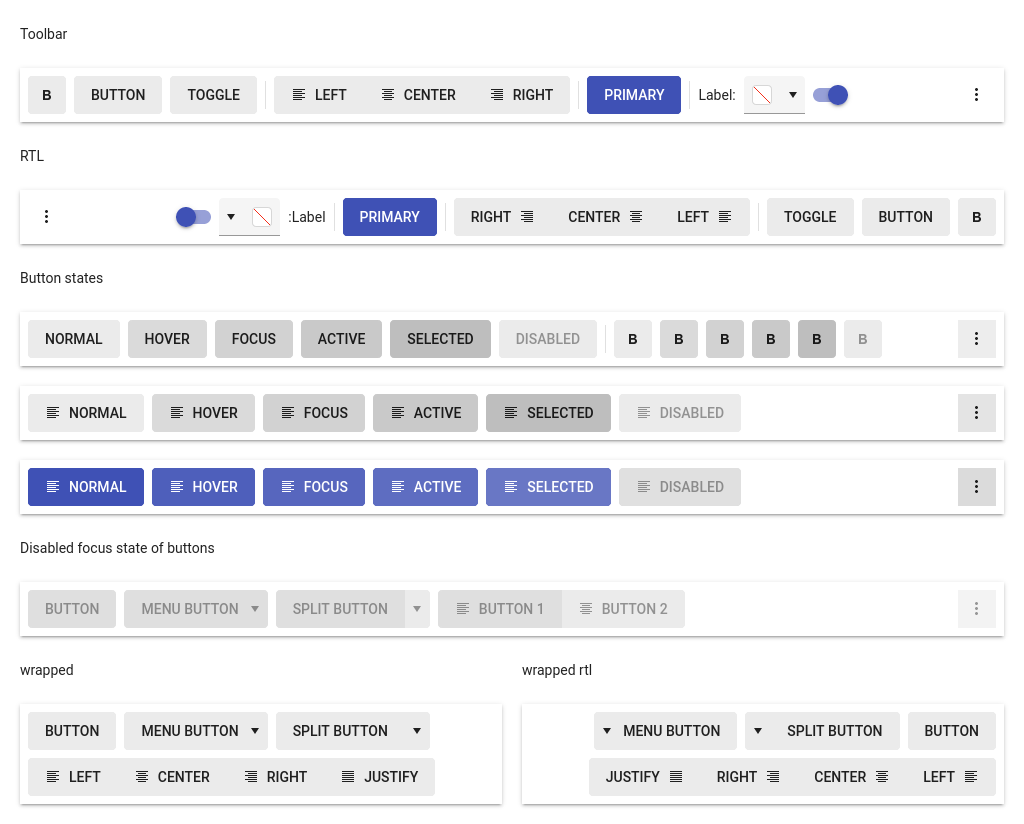 Toolbar
B BUTTON TOGGLE LEFT CENTER RIGHT PRIMARY Label:
RTL
:Label PRIMARY RIGHT CENTER LEFT TOGGLE BUTTON B
Button states
NORMAL HOVER FOCUS ACTIVE SELECTED DISABLED B B B B B B
NORMAL HOVER FOCUS ACTIVE SELECTED DISABLED
NORMAL HOVER FOCUS ACTIVE SELECTED DISABLED
Disabled focus state of buttons
BUTTON MENU BUTTON SPLIT BUTTON BUTTON 1 BUTTON 2
wrapped
BUTTON MENU BUTTON SPLIT BUTTON
LEFT CENTER RIGHT JUSTIFY
wrapped rtl
MENU BUTTON SPLIT BUTTON BUTTON
JUSTIFY RIGHT CENTER LEFT